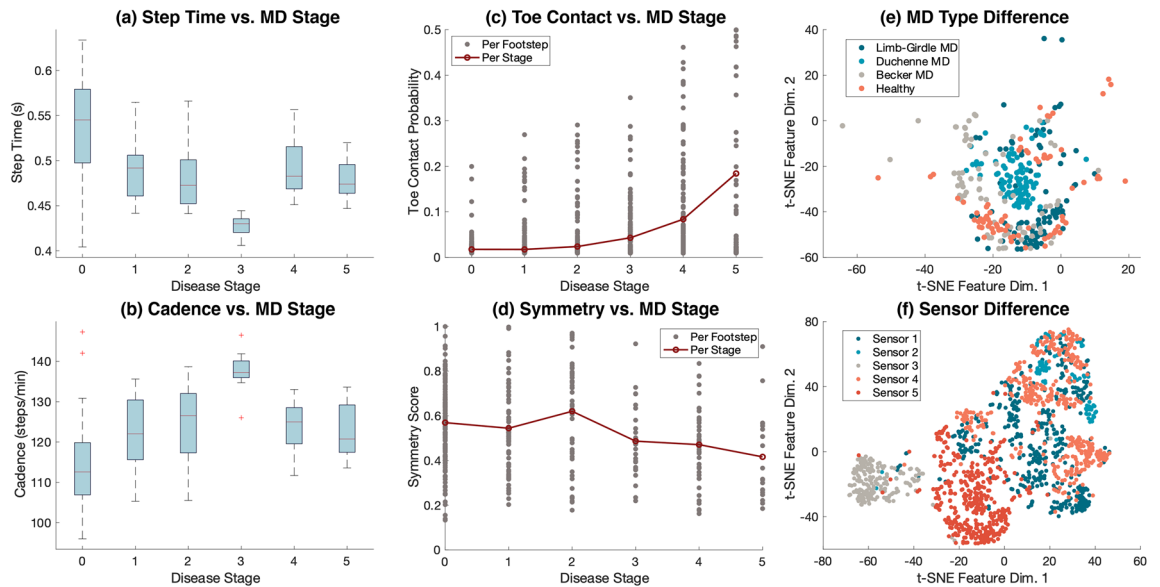 (a) Step Time vs. MD Stage
Step Time (s)
0.6
0.55
0.5
0.45
0.4
0
1
2
3
4
5
Disease Stage
(c) Toe Contact vs. MD Stage
Toe Contact Probability
0.5
0.4
0.3
0.2
0.1
0
Per Footstep
Per Stage
0
1
2
3
4
5
Disease Stage
(e) MD Type Difference
t-SNE Feature Dim. 2
40
20
0
-20
-40
-60
Limb-Girdle MD
Duchenne MD
Becker MD
Healthy
-60
-40
-20
0
20
t-SNE Feature Dim. 1
(b) Cadence vs. MD Stage
Cadence (steps/min)
140
130
120
110
100
0
1
2
3
4
5
Disease Stage
(d) Symmetry vs. MD Stage
Symmetry Score
1
0.8
0.6
0.4
0.2
0
Per Footstep
Per Stage
0
1
2
3
4
5
Disease Stage
(f) Sensor Difference
t-SNE Feature Dim. 2
80
40
0
-40
-60
Sensor 1
Sensor 2
Sensor 3
Sensor 4
Sensor 5
-80
-60
-40
-20
0
20
40
60
t-SNE Feature Dim. 1